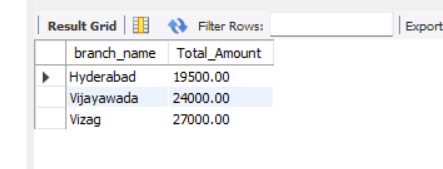 Result Grid Filter Rows: Export
branch_name Total_Amount
Hyderabad 19500.00
Vijayawada 24000.00
Vizag 27000.00